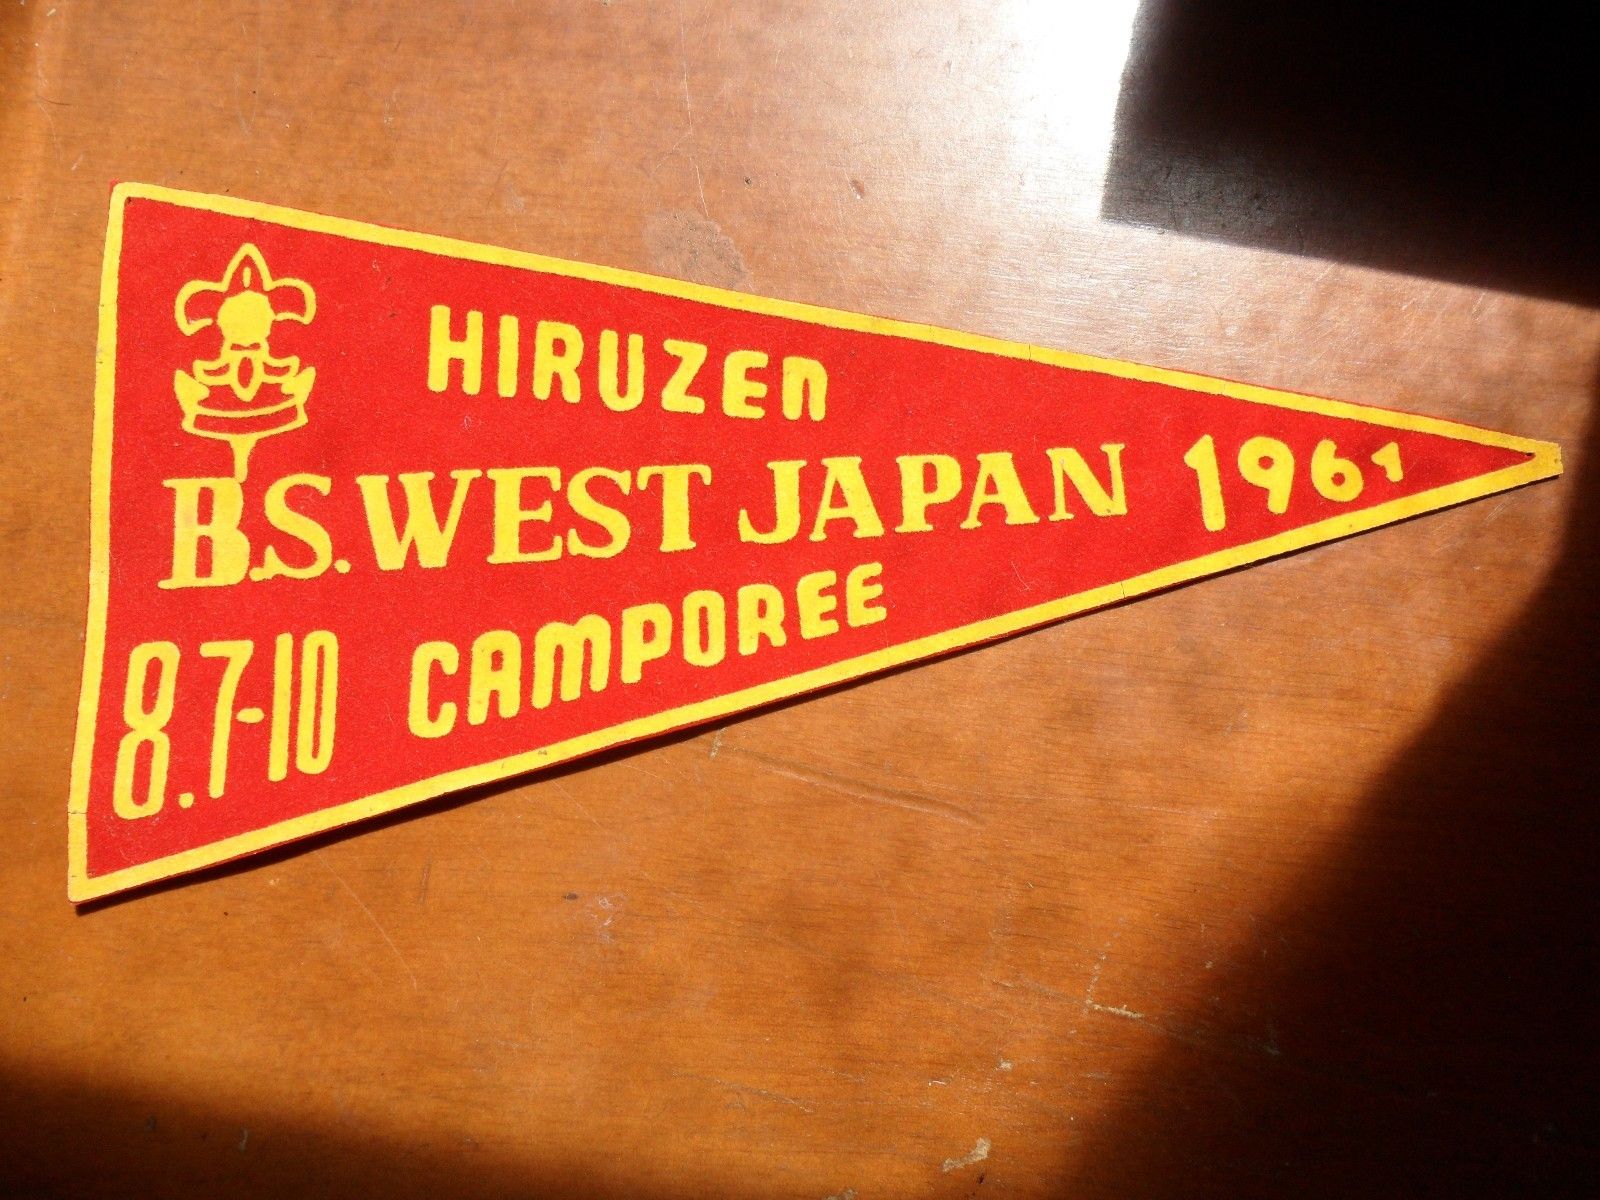 HIRUZEN
B.S. WEST JAPAN 1961
8.7-10 CAMPOREE